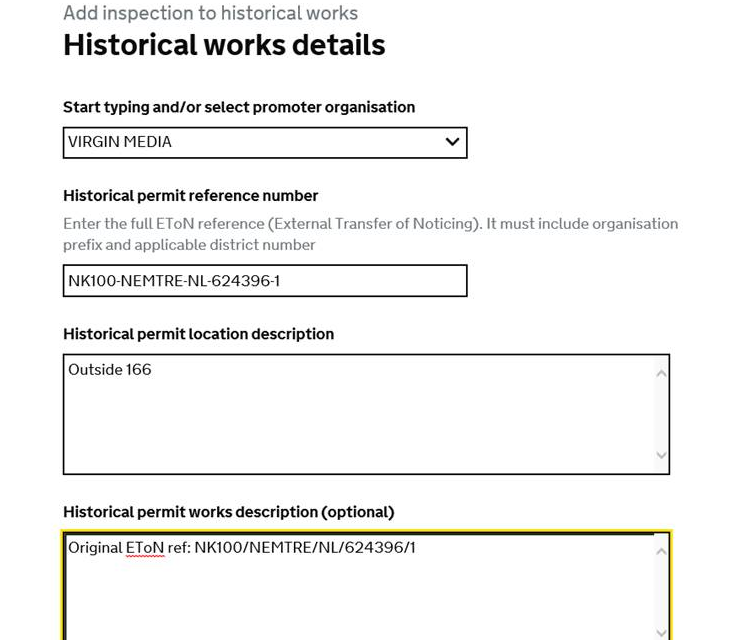 Add inspection to historical works
Historical works details
Start typing and/or select promoter organisation
VIRGIN MEDIA
Historical permit reference number
Enter the full EToN reference (External Transfer of Noticing). It must include organisation
prefix and applicable district number
NK100-NEMTRE-NL-624396-1
Historical permit location description
Outside 166
Historical permit works description (optional)
Original EToN ref: NK100/NEMTRE/NL/624396/1